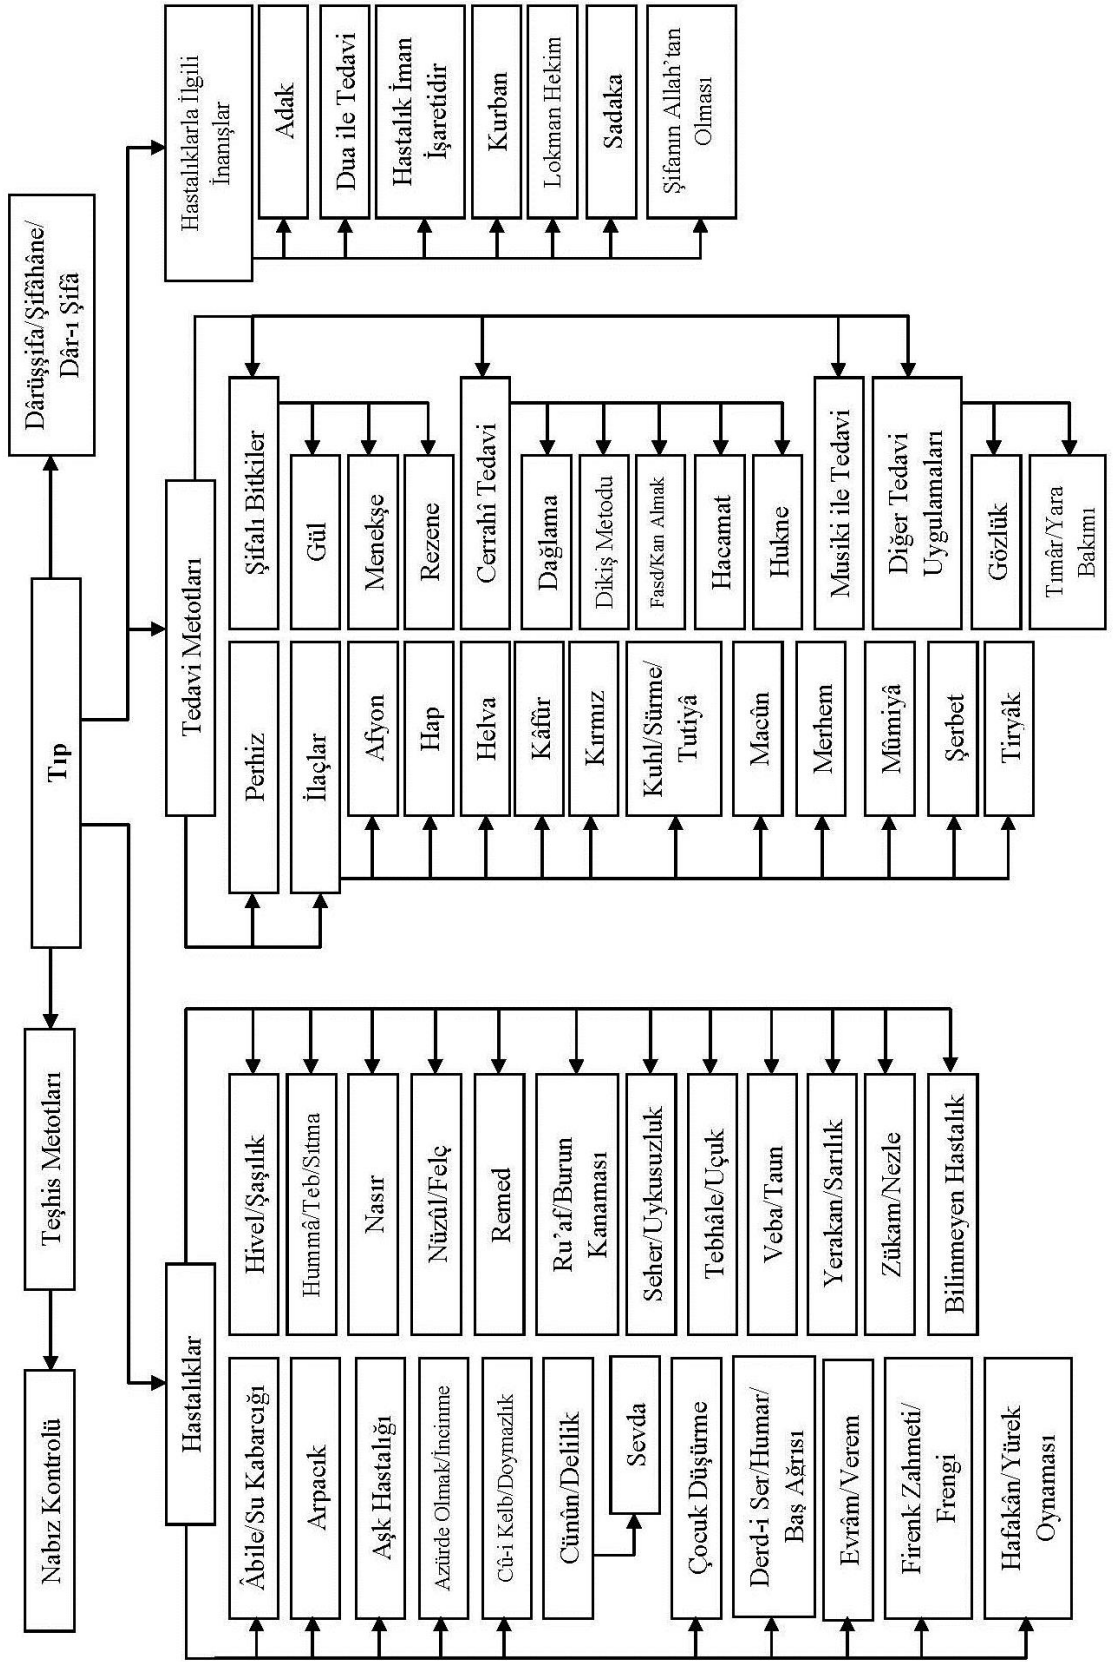 Tıp
Dârüşşifa/Şifâhâne/
Dâr-ı Şifâ
Teşhis Metotları
Nabız Kontrolü
Hastalıklar
Âbile/Su Kabarcığı
Arpacık
Aşk Hastalığı
Azürde Olmak/İncinme
Cû-i Kelb/Doymazlık
Cünûn/Delilik
Sevda
Çocuk Düşürme
Derd-i Ser/Humar/
Baş Ağrısı
Evrâm/Verem
Firenk Zahmeti/
Frengi
Hafakân/Yürek
Oynaması
Hivel/Şaşılık
Hummâ/Teb/Sıtma
Nasır
Nüzûl/Felç
Remed
Ru’af/Burun
Kanaması
Seher/Uykusuzluk
Tebhâle/Uçuk
Veba/Taun
Yerakan/Sarılık
Zükam/Nezle
Bilinmeyen Hastalık
Tedavi Metotları
Perhiz
İlaçlar
Afyon
Hap
Helva
Kâfûr
Kırmız
Kuhl/Sürme/
Tutiyâ
Macûn
Merhem
Mûmiyâ
Şerbet
Tiryâk
Şifalı Bitkiler
Gül
Menekşe
Rezene
Cerrahî Tedavi
Dağlama
Dikiş Metodu
Fasd/Kan Almak
Hacamat
Hukne
Musiki ile Tedavi
Diğer Tedavi
Uygulamaları
Gözlük
Tımâr/Yara
Bakımı
Hastalıklarla İlgili
İnanışlar
Adak
Dua ile Tedavi
Hastalık İman
İşaretidir
Kurban
Lokman Hekim
Sadaka
Şifanın Allah’tan
Olması